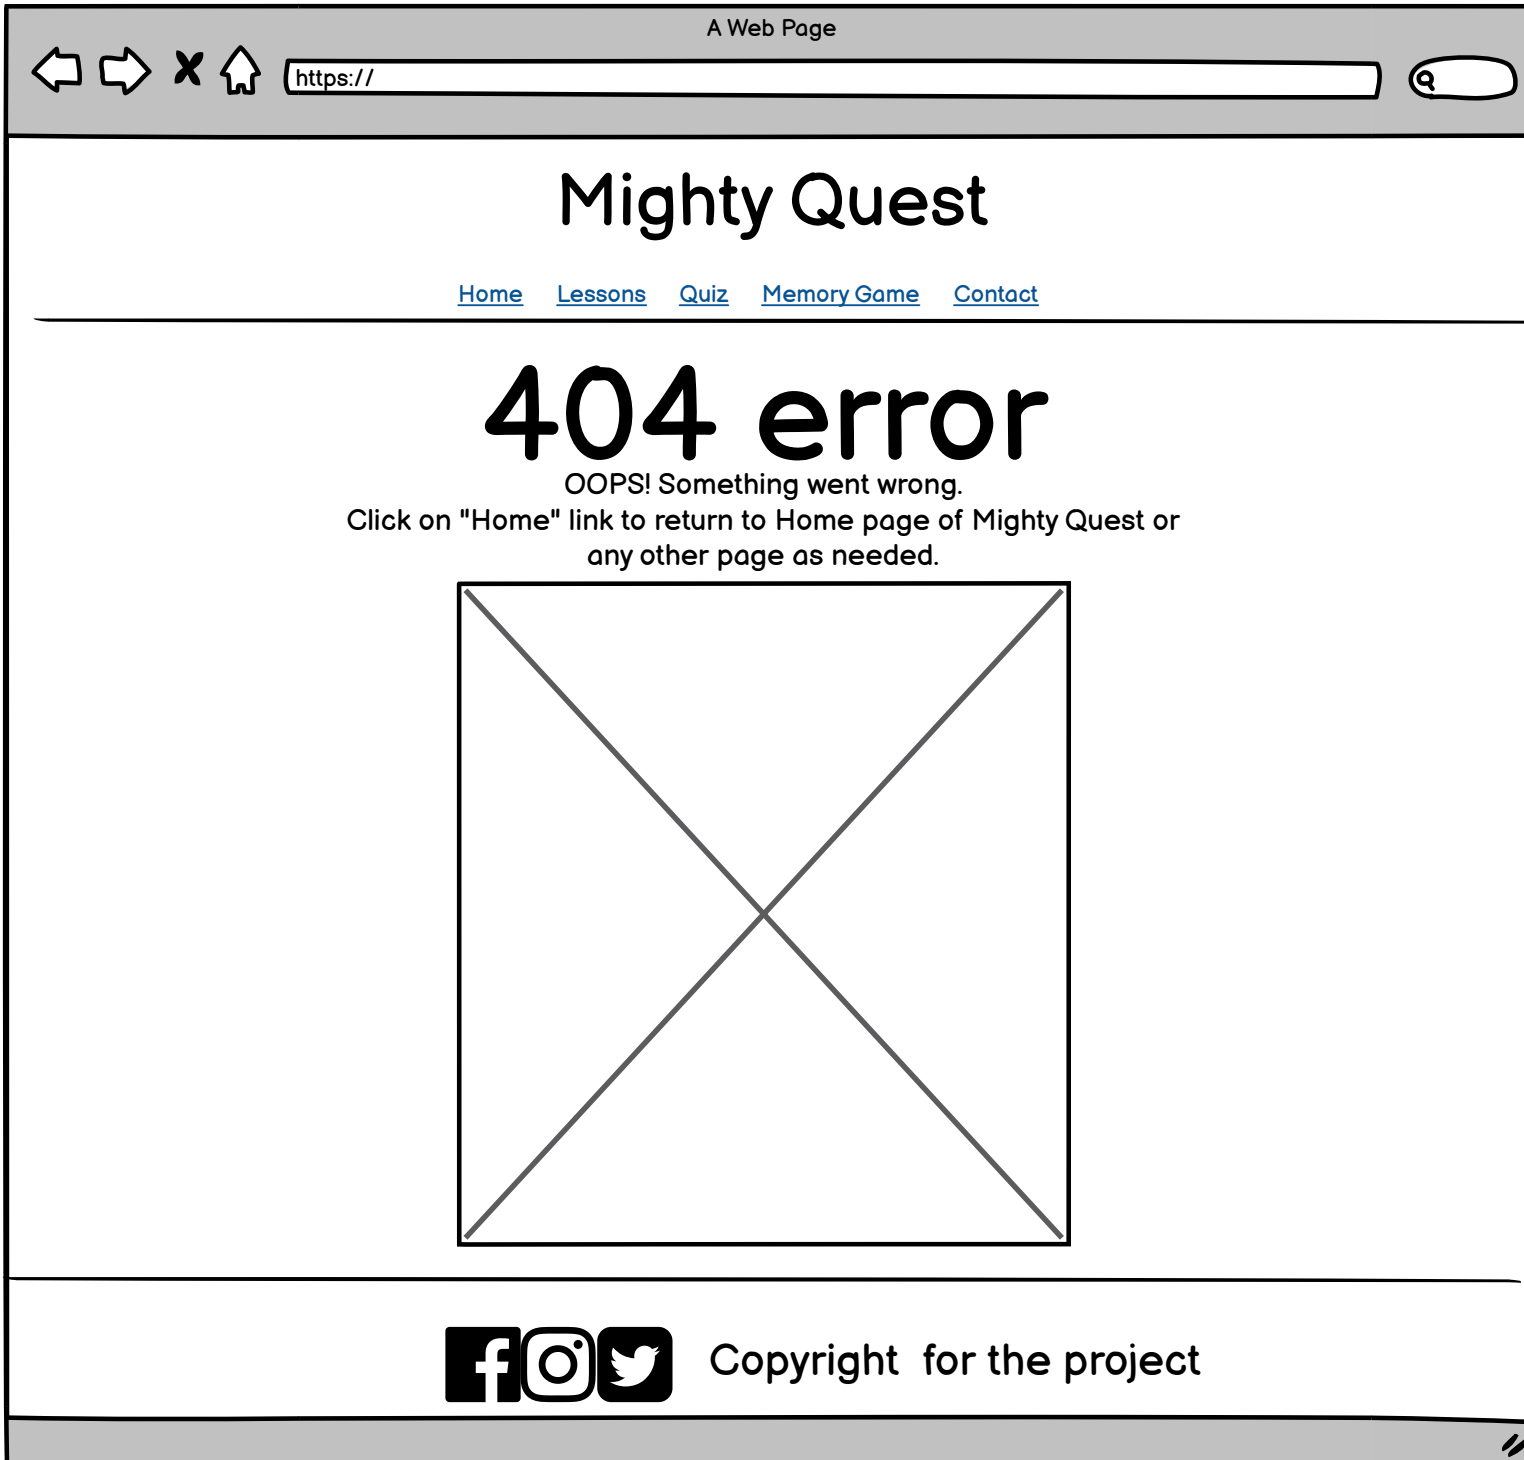 A Web Page
https://
Mighty Quest
Home Lessons Quiz Memory Game Contact
404 error
OOPS! Something went wrong.
Click on "Home" link to return to Home page of Mighty Quest or
any other page as needed.
Copyright  for the project